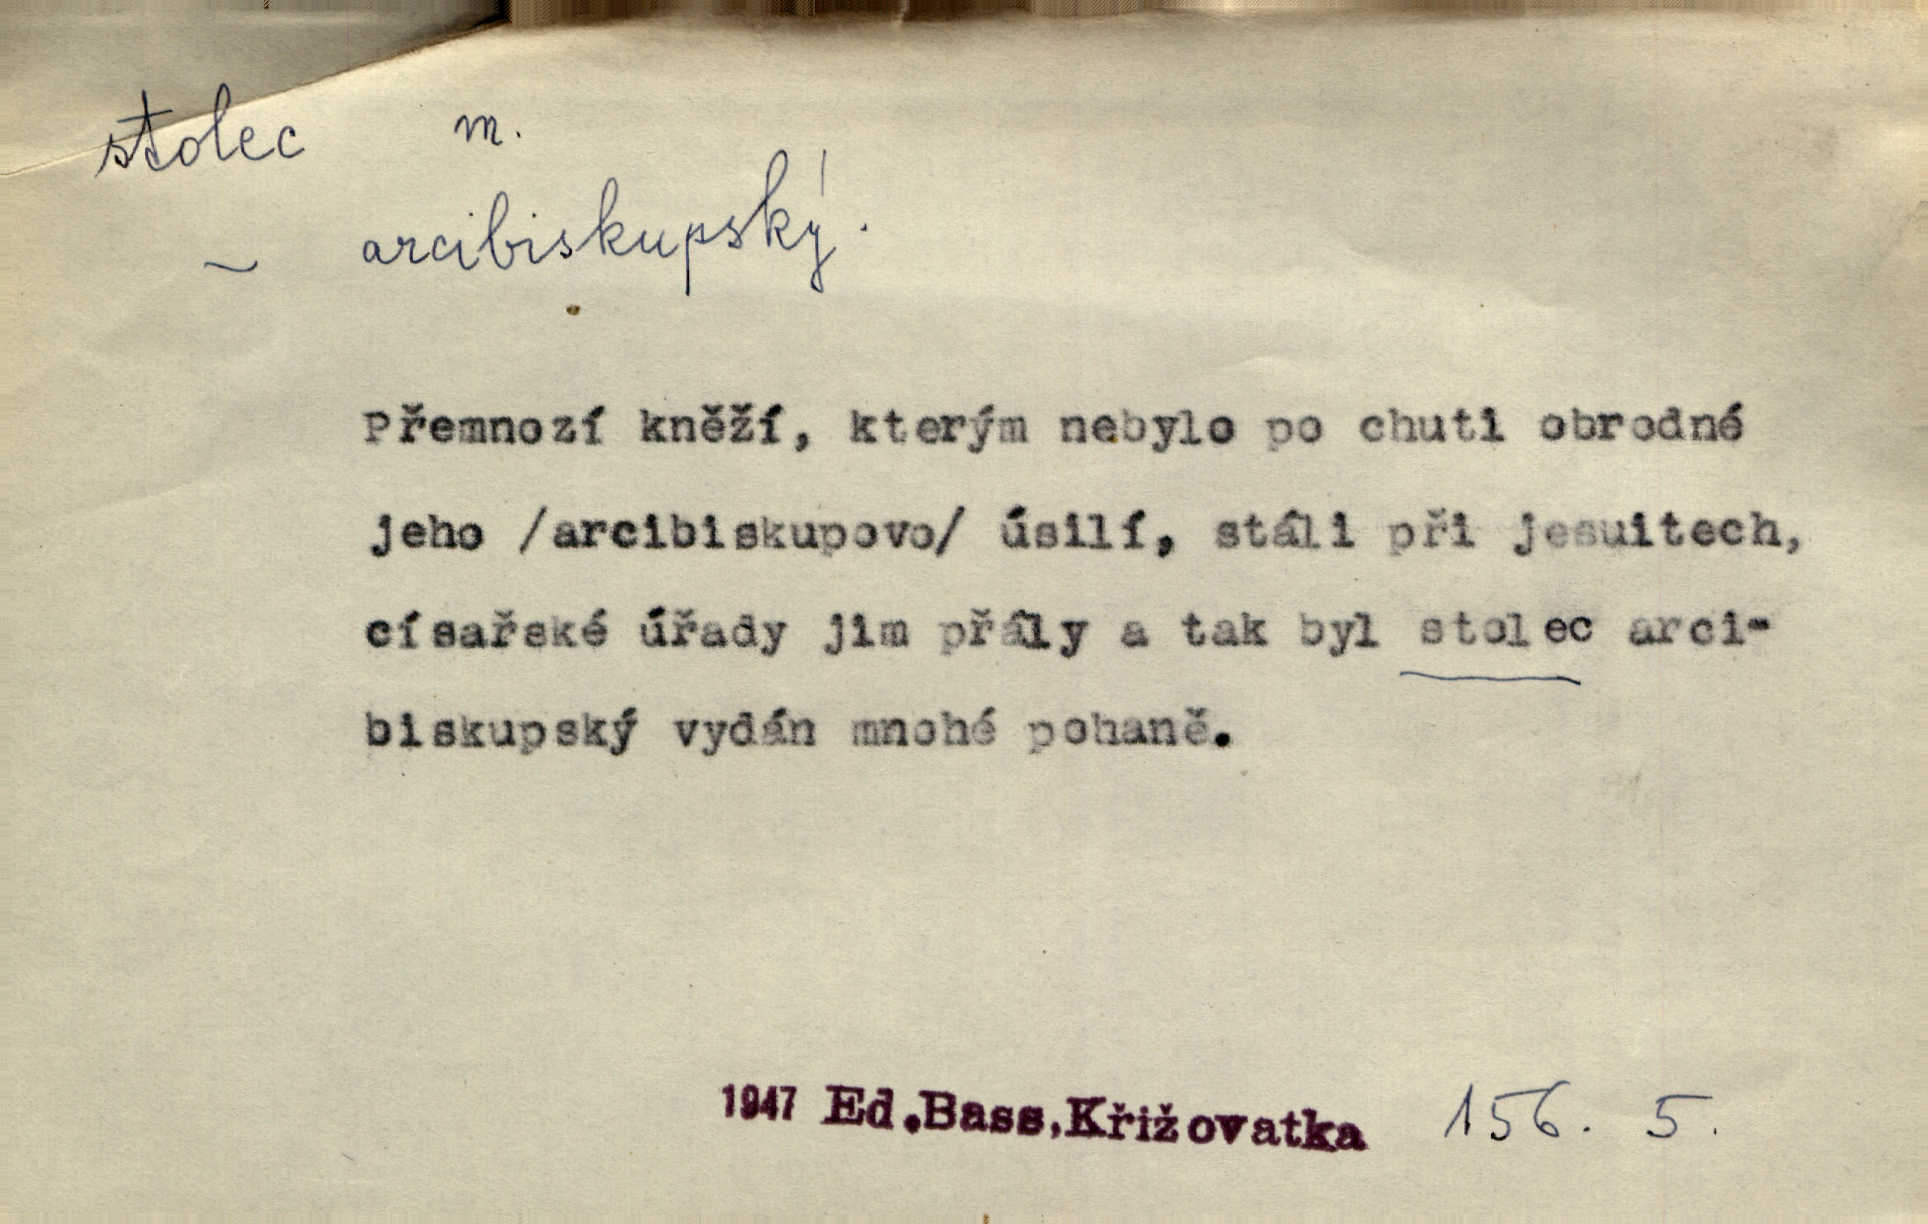 stolec m.
~ arcibiskupský.
Přemnozí kněží, kterým nebylo po chuti obrodné
jeho /arcibiskupovo/ úsilí, stáli při jesuitech,
císařské úřady jim přály a tak byl stolec arci-
biskupský vydán mnohé pohaně.
1947 Ed.Bass,Křižovatka 156. 5.